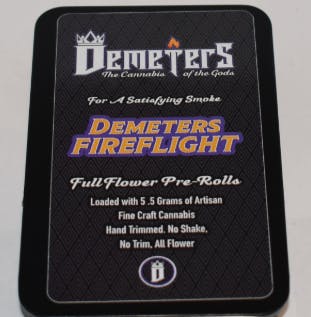 Demeters
The Cannabis of the Gods
For A Satisfying Smoke
DEMETERS
FIREFLIGHT
Full Flower Pre-Rolls
Loaded with 5 .5 Grams of Artisan
Fine Craft Cannabis
Hand Trimmed. No Shake,
No Trim, All Flower
D